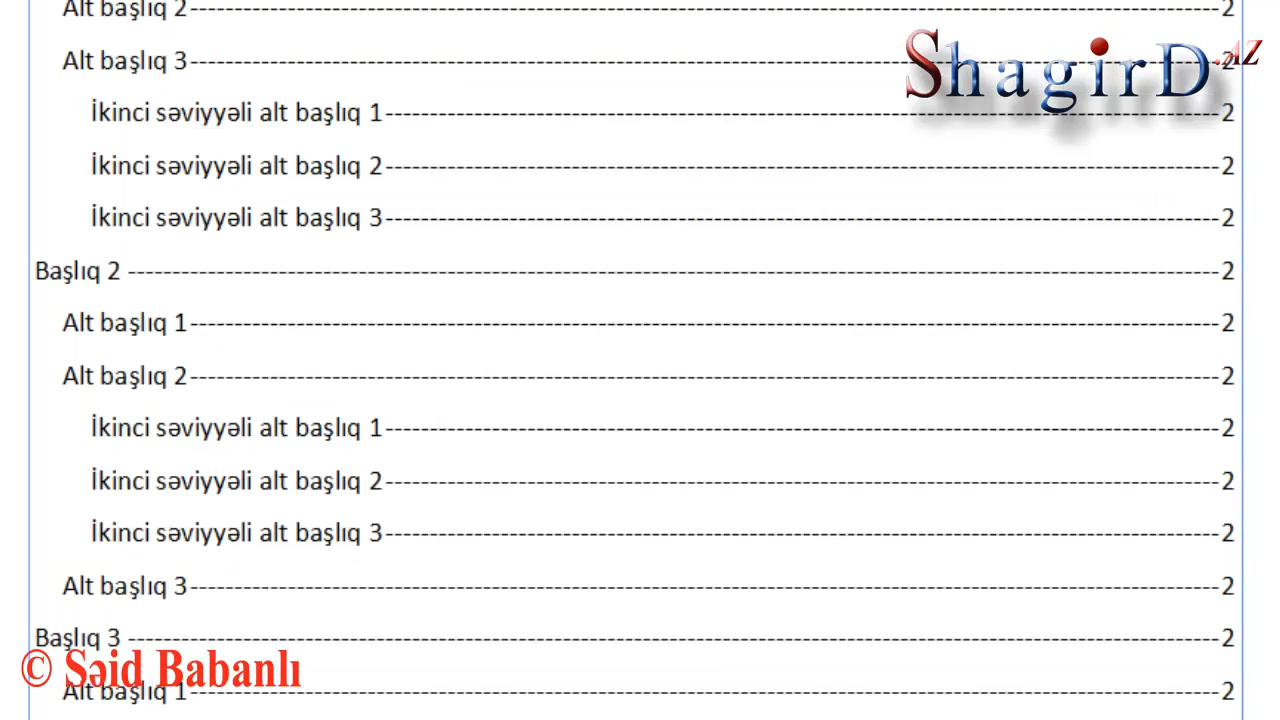 Alt başlıq 2-----------------------------------------------------------------------2
ShagirD.AZ
Alt başlıq 3-----------------------------------------------------------------------2
İkinci səviyyəli alt başlıq 1-----------------------------------------------------------------------2
İkinci səviyyəli alt başlıq 2-----------------------------------------------------------------------2
İkinci səviyyəli alt başlıq 3-----------------------------------------------------------------------2
Başlıq 2 -----------------------------------------------------------------------2
Alt başlıq 1-----------------------------------------------------------------------2
Alt başlıq 2-----------------------------------------------------------------------2
İkinci səviyyəli alt başlıq 1-----------------------------------------------------------------------2
İkinci səviyyəli alt başlıq 2-----------------------------------------------------------------------2
İkinci səviyyəli alt başlıq 3-----------------------------------------------------------------------2
Alt başlıq 3-----------------------------------------------------------------------2
Başlıq 3 -----------------------------------------------------------------------2
© Səid Babanlı
Alt başlıq 1-----------------------------------------------------------------------2